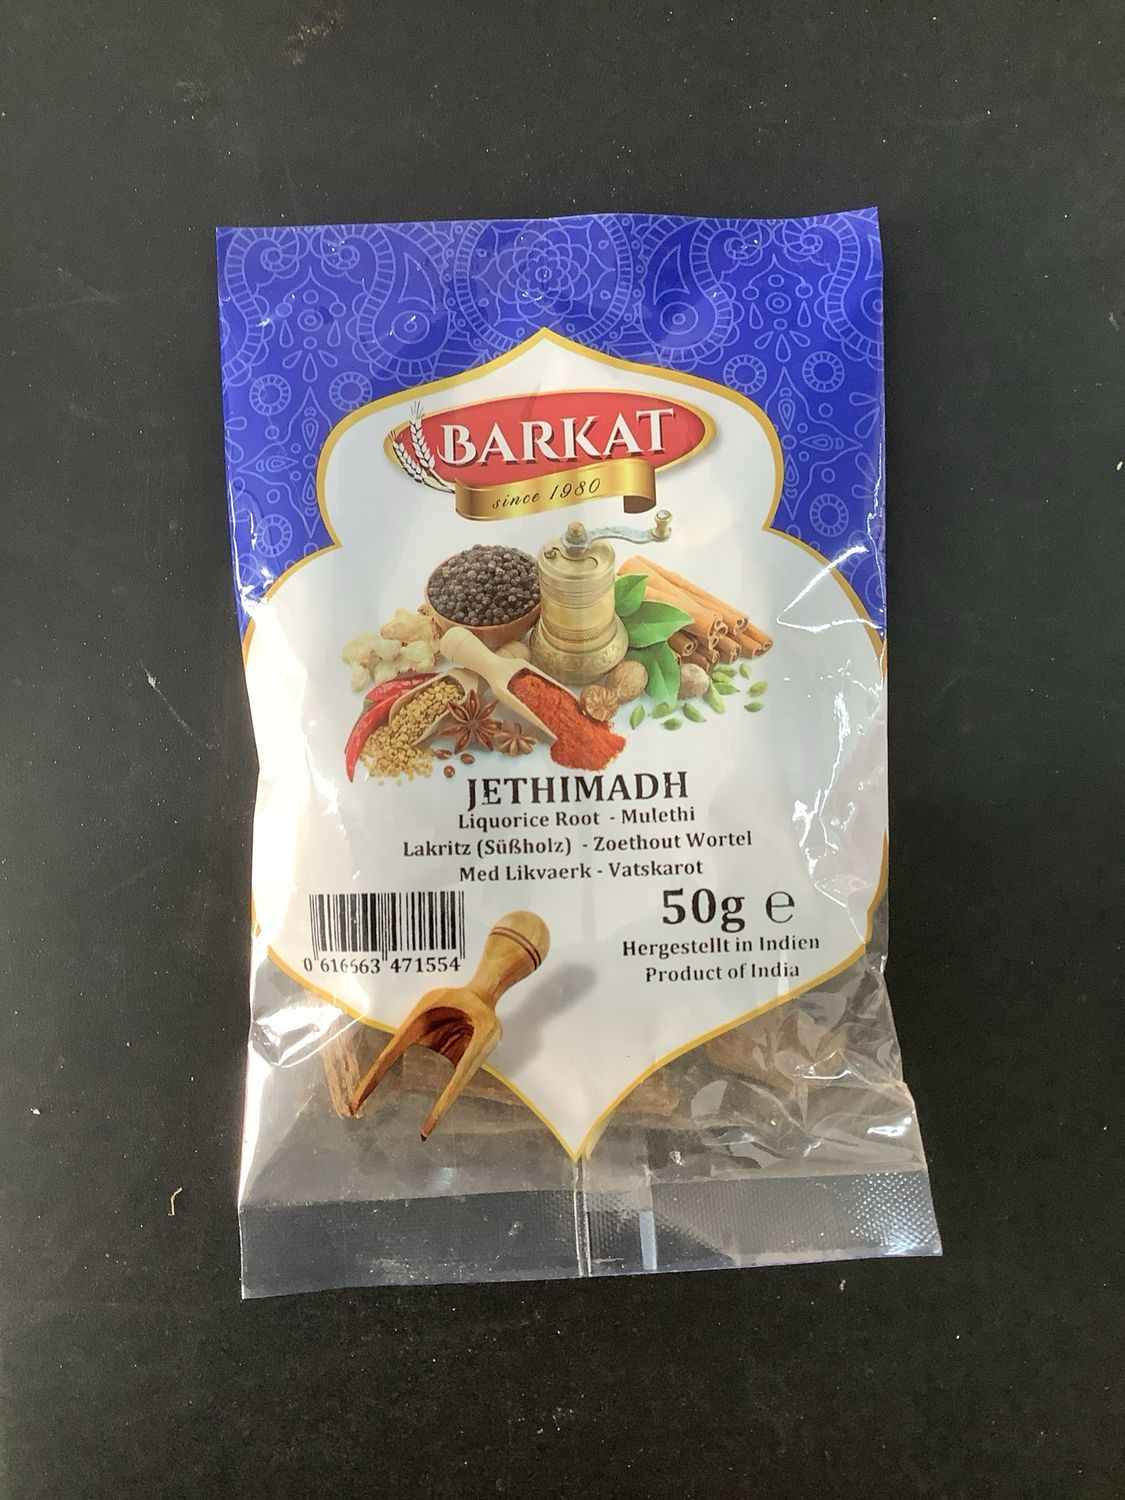 BARKAT
since 1980
JETHIMADH
Liquorice Root - Mulethi
Lakritz (Süßholz) - Zoethout Wortel
Med Likvaerk - Vatskarot
50g ℮
Hergestellt in Indien
Product of India
0 616663 471554